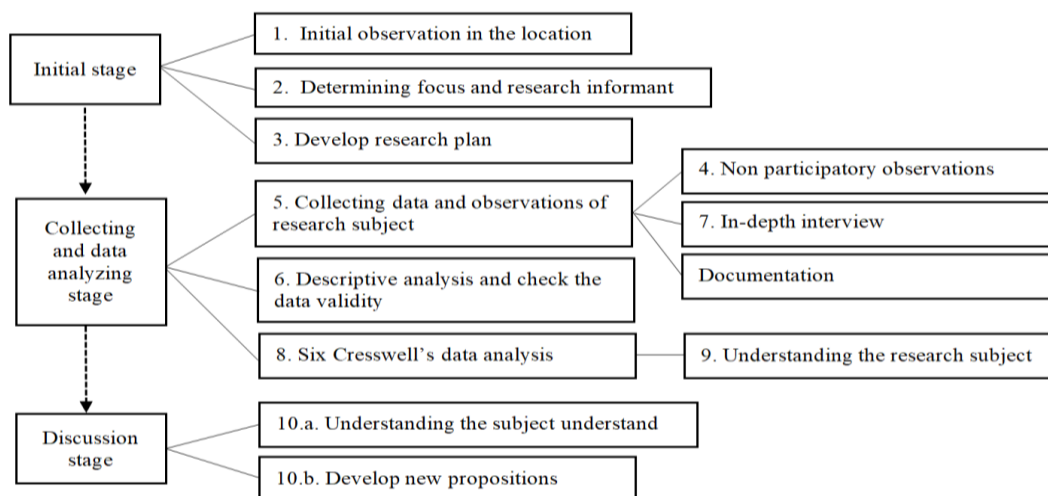 Initial stage
1. Initial observation in the location
2. Determining focus and research informant
3. Develop research plan
Collecting
and data
analyzing
stage
5. Collecting data and observations of
research subject
4. Non participatory observations
7. In-depth interview
Documentation
6. Descriptive analysis and check the
data validity
8. Six Cresswell's data analysis
9. Understanding the research subject
Discussion
stage
10.a. Understanding the subject understand
10.b. Develop new propositions